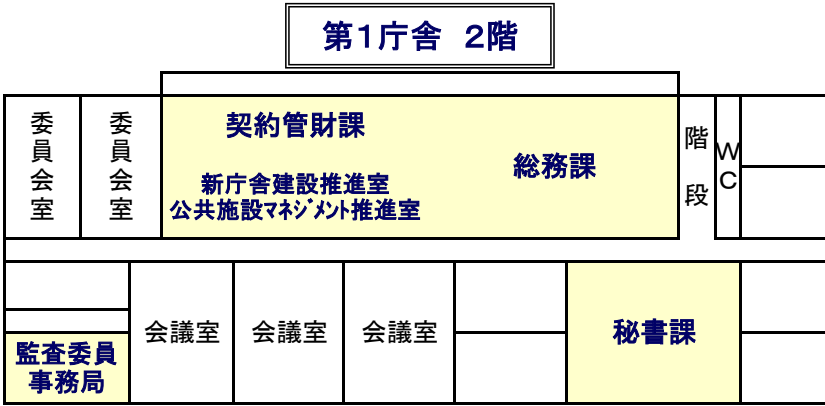 第１庁舎　２階
委員会室
委員会室
契約管財課
総務課
新庁舎建設推進室
公共施設ﾏﾈｼﾞﾒﾝﾄ推進室
階段
ＷＣ
会議室
会議室
会議室
秘書課
監査委員
事務局